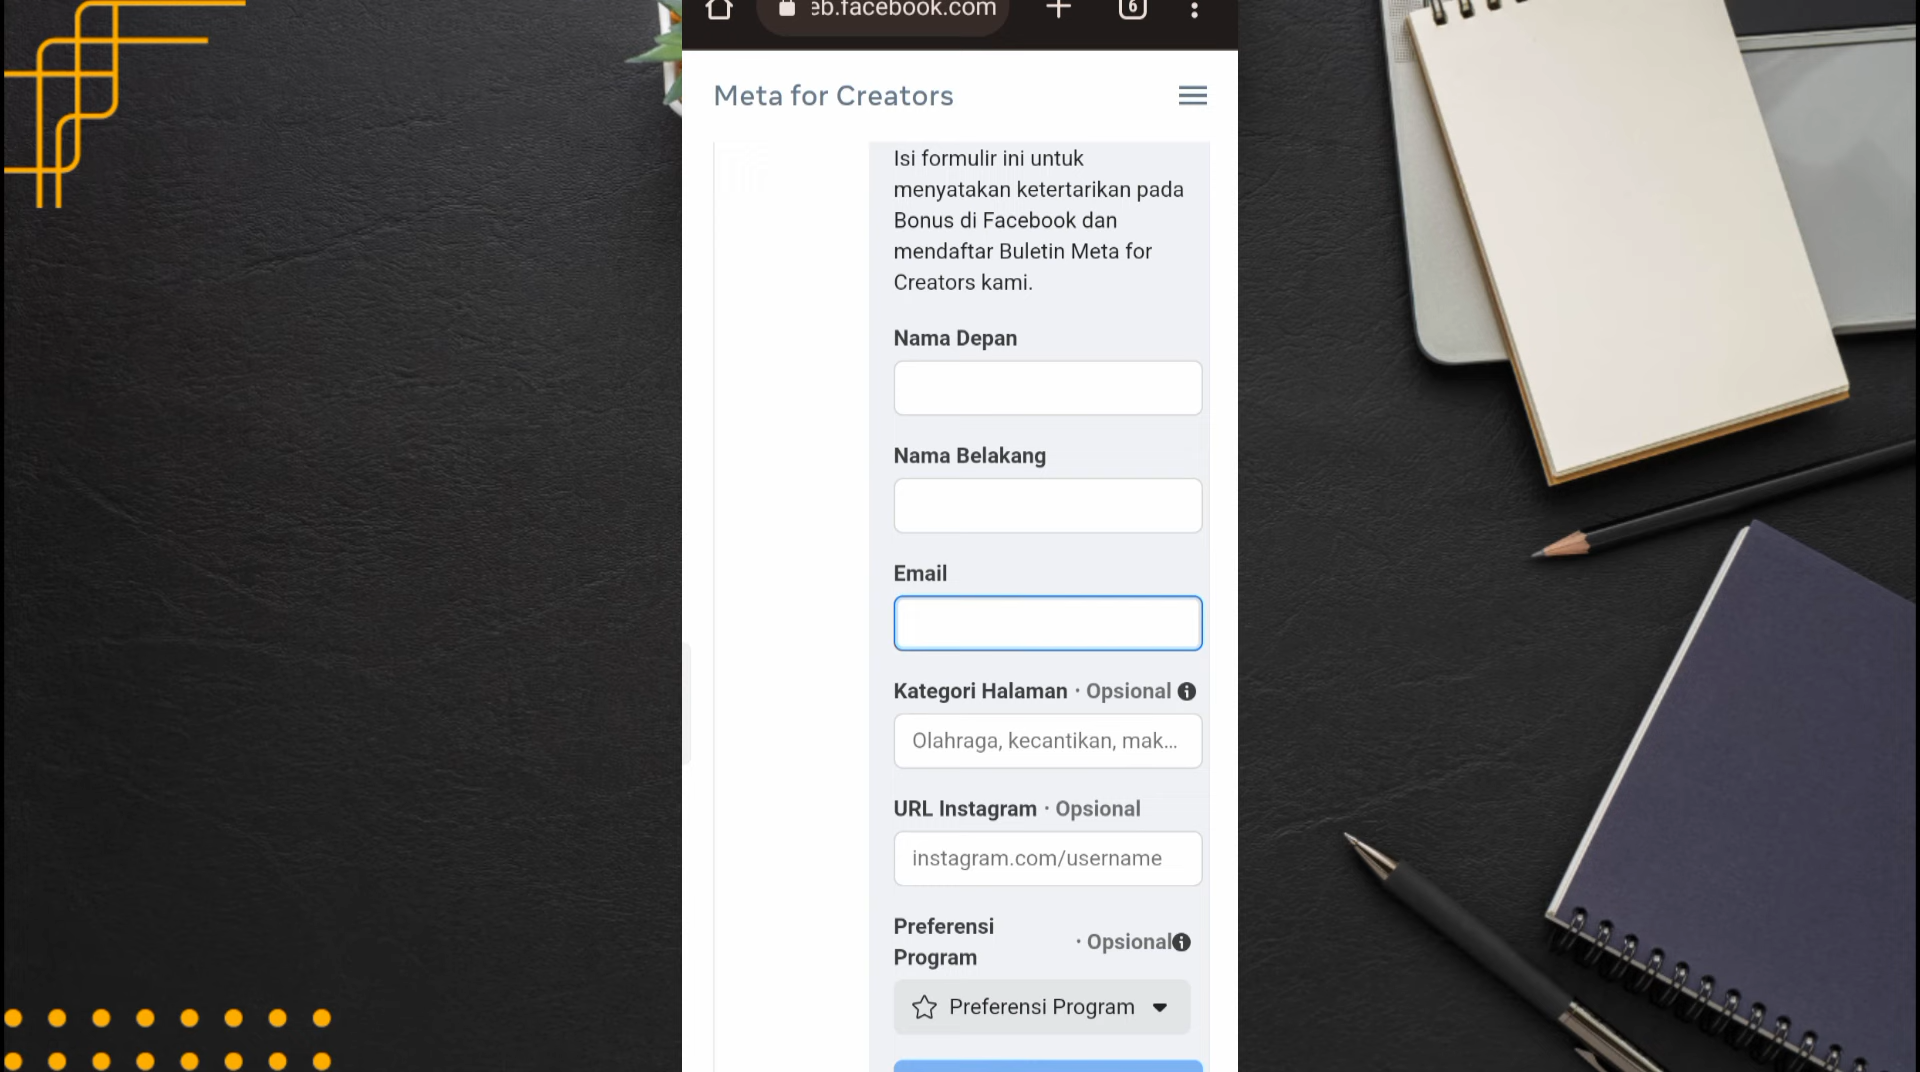 eb.facebook.com
6
Meta for Creators
Isi formulir ini untuk
menyatakan ketertarikan pada
Bonus di Facebook dan
mendaftar Buletin Meta for
Creators kami.
Nama Depan
Nama Belakang
Email
Kategori Halaman · Opsional
Olahraga, kecantikan, mak...
URL Instagram · Opsional
instagram.com/username
Preferensi
Program · Opsional
Preferensi Program